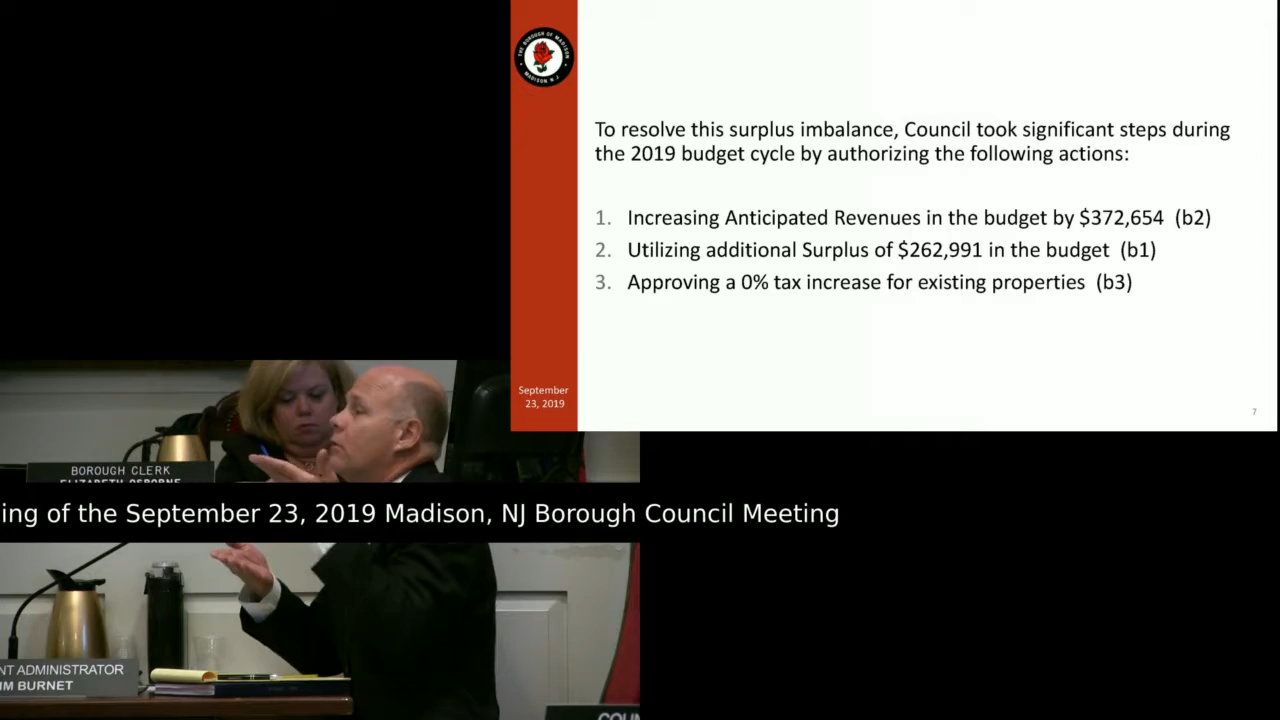 THE BOROUGH OF MADISON
MADISON N.J.
To resolve this surplus imbalance, Council took significant steps during
the 2019 budget cycle by authorizing the following actions:
1. Increasing Anticipated Revenues in the budget by $372,654 (b2)
2. Utilizing additional Surplus of $262,991 in the budget (b1)
3. Approving a 0% tax increase for existing properties (b3)
September
23, 2019
7
BOROUGH CLERK
ELIZABETH OSBORNE
ing of the September 23, 2019 Madison, NJ Borough Council Meeting
NT ADMINISTRATOR
IM BURNET
COUN